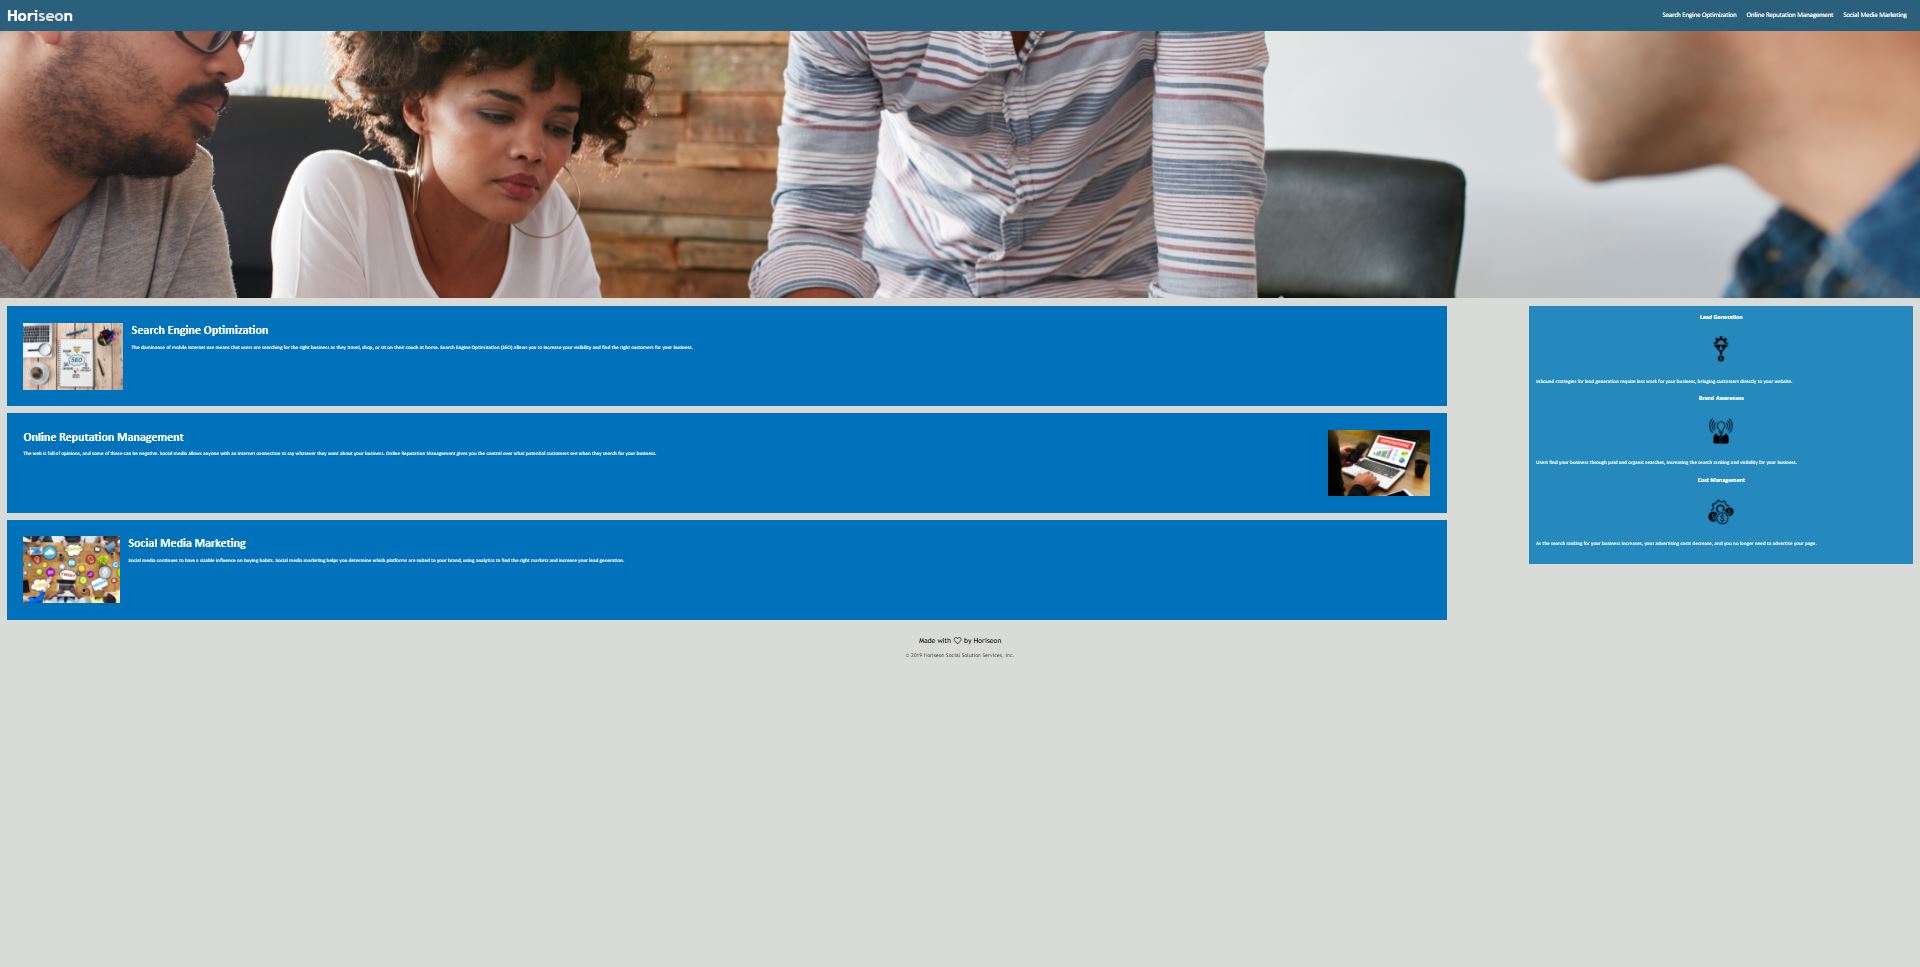 Horiseon
Search Engine Optimization Online Reputation Management Social Media Marketing
Search Engine Optimization
The dominance of mobile internet use means that users are searching for the right business as they travel, shop, or sit on their couch at home. Search Engine Optimization (SEO) allows you to increase your visibility and find the right customers for your business.
SEO
Online Reputation Management
The web is full of opinions, and some of these can be negative. Social media allows anyone with an internet connection to say whatever they want about your business. Online Reputation Management gives you the control over what potential customers see when they search for your business.
REPUTATION
Social Media Marketing
Social media continues to have a sizable influence on buying habits. Social media marketing helps you determine which platforms are suited to your brand, using analytics to find the right markets and increase your lead generation.
Lead Generation
Inbound strategies for lead generation require less work for your business, bringing customers directly to your website.
Brand Awareness
Users find your business through paid and organic searches, increasing the search ranking and visibility for your business.
Cost Management
As the search ranking for your business increases, your advertising costs decrease, and you no longer need to advertise your page.
Made with ♡ by Horiseon
© 2019 Horiseon Social Solution Services, Inc.